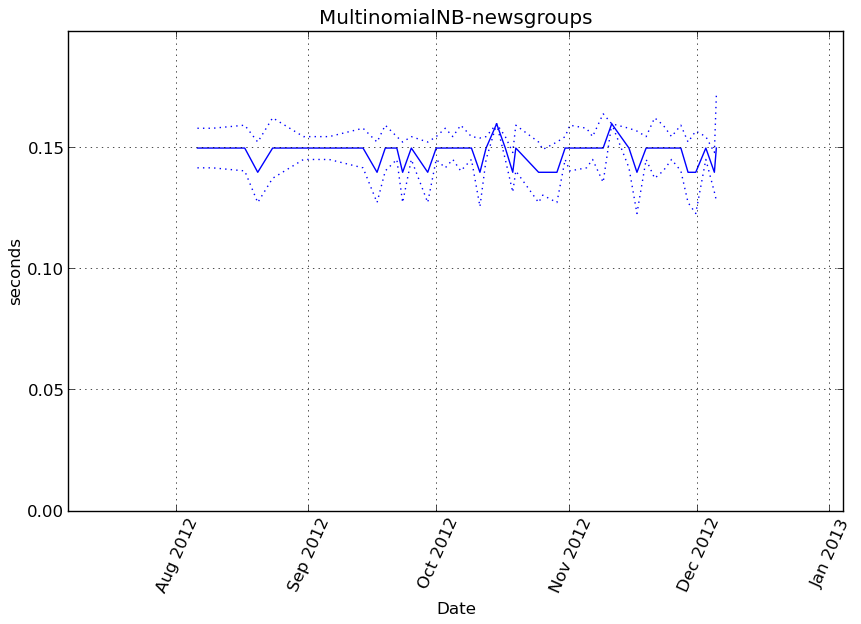 MultinomialNB-newsgroups
0.15
0.10
0.05
0.00
seconds
Aug 2012
Sep 2012
Oct 2012
Nov 2012
Dec 2012
Jan 2013
Date